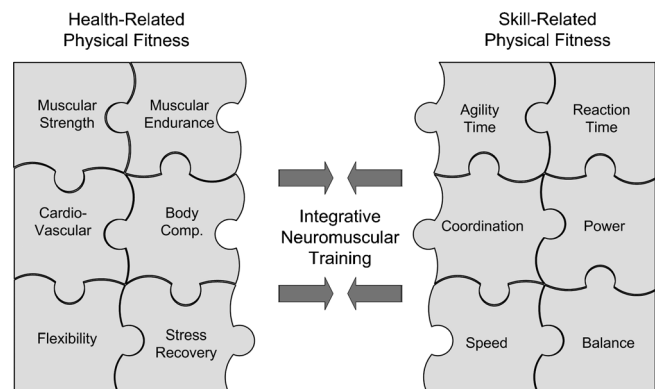 Health-Related
Physical Fitness
Skill-Related
Physical Fitness
Muscular
Strength
Muscular
Endurance
Agility
Time
Reaction
Time
Cardio-
Vascular
Body
Comp.
Integrative
Neuromuscular
Training
Coordination
Power
Flexibility
Stress
Recovery
Speed
Balance